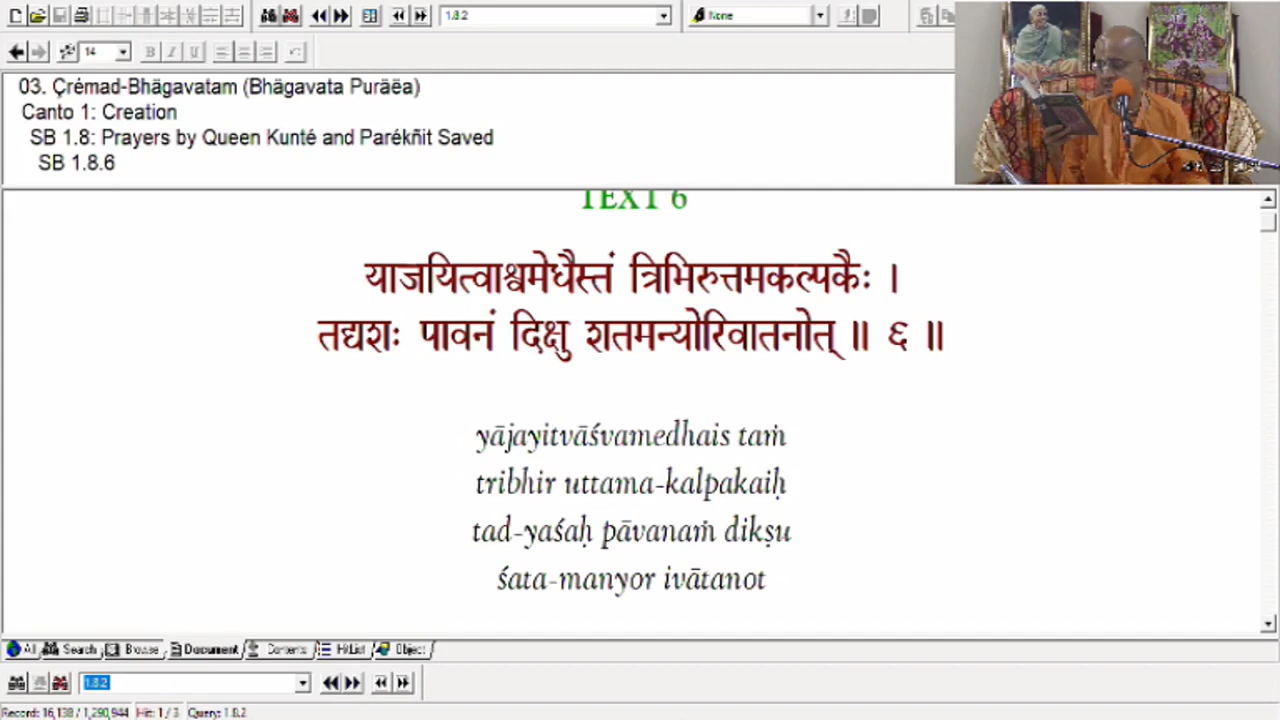 1.8.2
None
14
03. Çrémad-Bhägavatam (Bhägavata Puräëa)
Canto 1: Creation
SB 1.8: Prayers by Queen Kunté and Parékñit Saved
SB 1.8.6
TEXT 6
याजयित्वाश्वमेधैस्तं त्रिभिरुत्तमकल्पकैः ।
तद्यशः पावनं दिक्षु शतमन्योरिवातनोत् ॥ ६ ॥
yājayitvāśvamedhais taṁ
tribhir uttama-kalpakaiḥ
tad-yaśaḥ pāvanaṁ dikṣu
śata-manyor ivātanot
All Search Browse Document Contents HitList Object
1.8.2
Record: 16,138 / 1,290,944 Hit: 1 / 3 Query: 1.8.2